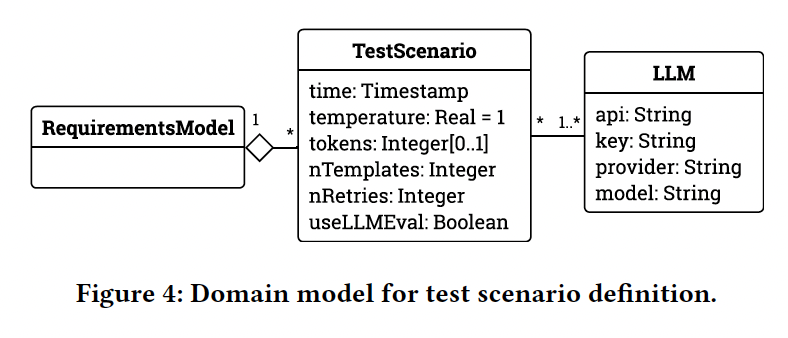 RequirementsModel
1
*
TestScenario
time: Timestamp
temperature: Real = 1
tokens: Integer[0..1]
nTemplates: Integer
nRetries: Integer
useLLMEval: Boolean
*
1..*
LLM
api: String
key: String
provider: String
model: String
Figure 4: Domain model for test scenario definition.